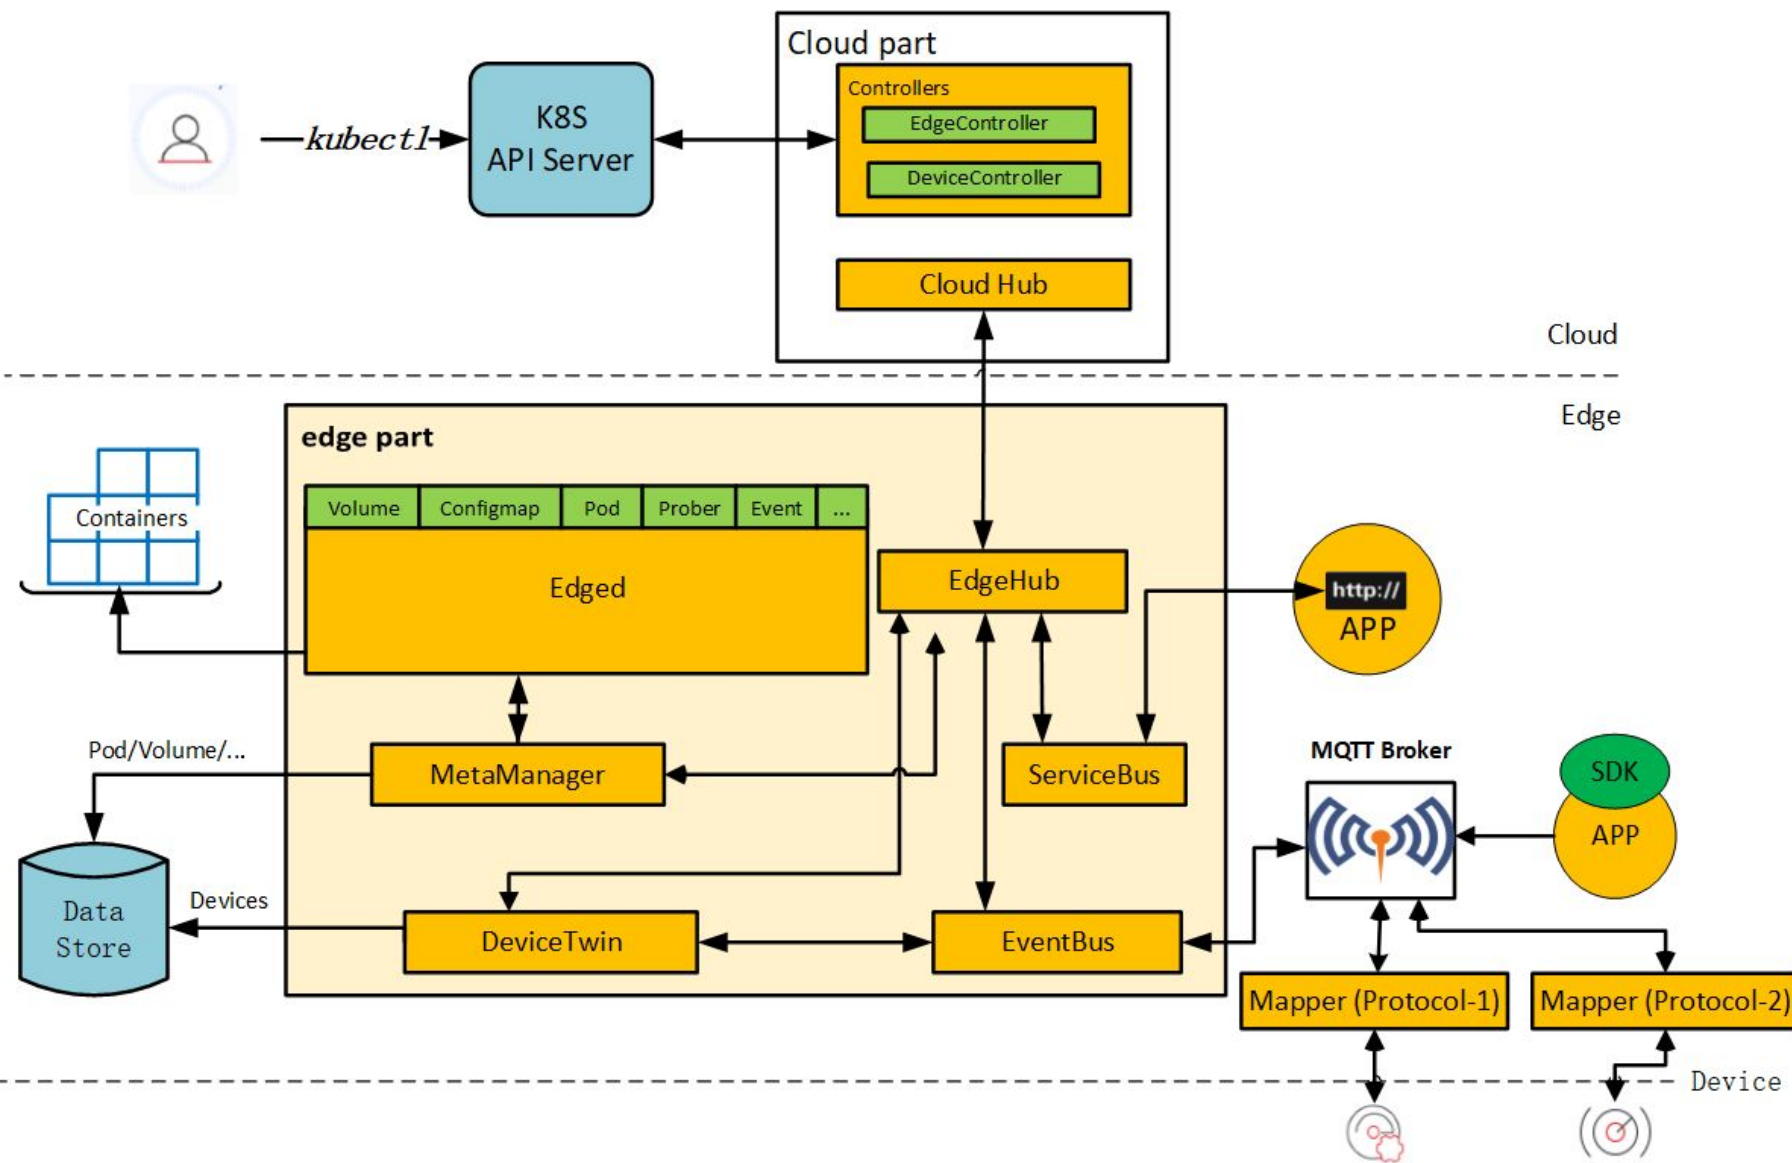 Cloud part
Controllers
EdgeController
DeviceController
kubectl
K8S
API Server
Cloud Hub
Cloud
Edge
edge part
Volume
Configmap
Pod
Prober
Event
...
Containers
Edged
EdgeHub
http://
APP
Pod/Volume/...
MetaManager
ServiceBus
MQTT Broker
SDK
APP
Data
Store
Devices
DeviceTwin
EventBus
Mapper (Protocol-1)
Mapper (Protocol-2)
Device